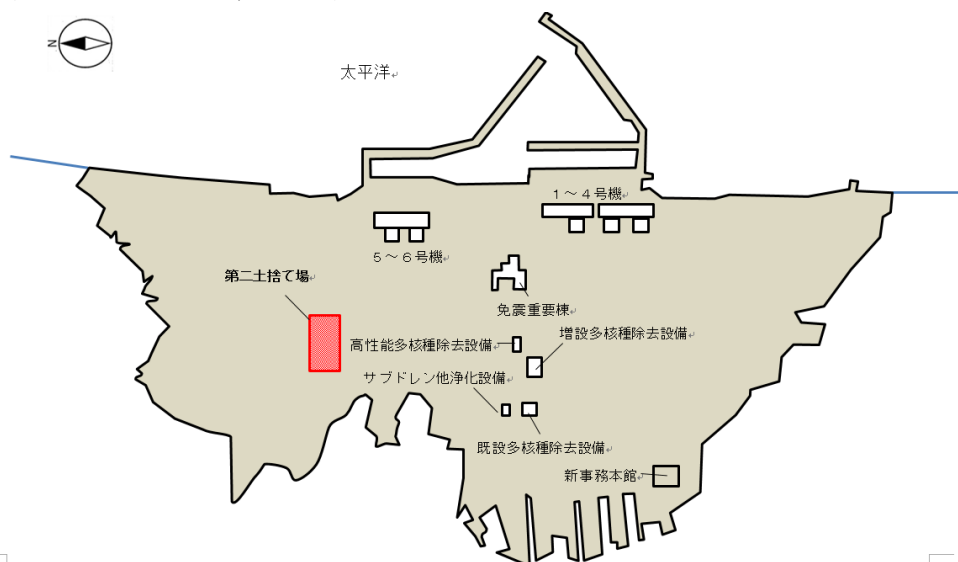 N
太平洋
１～４号機
５～６号機
第二土捨て場
免震重要棟
増設多核種除去設備
高性能多核種除去設備
サブドレン他浄化設備
既設多核種除去設備
新事務本館